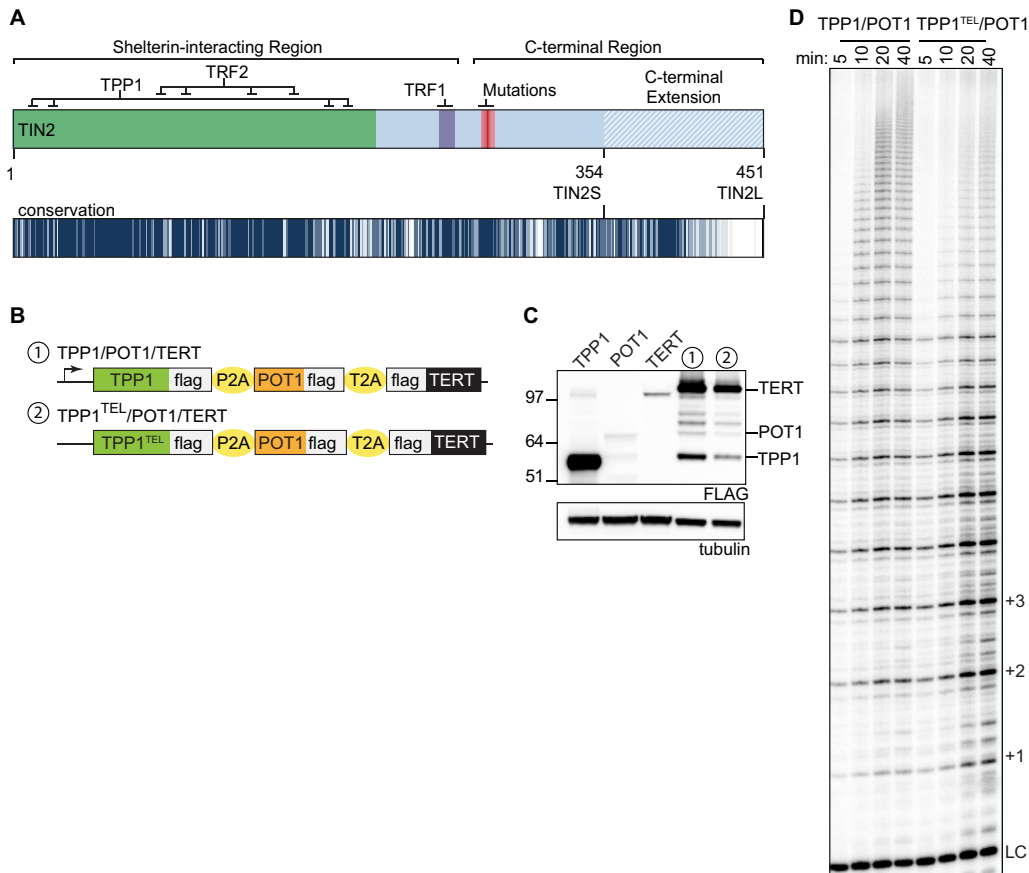 A
Shelterin-interacting Region
C-terminal Region
TRF2
TPP1
TRF1
Mutations
C-terminal
Extension
TIN2
1
354
451
TIN2S
TIN2L
conservation
B
1 TPP1/POT1/TERT
TPP1 flag P2A POT1 flag T2A flag TERT
2 TPP1TEL/POT1/TERT
TPP1TEL flag P2A POT1 flag T2A flag TERT
C
TPP1 POT1 TERT 1 2
97
64
51
TERT
POT1
TPP1
FLAG
tubulin
D
TPP1/POT1 TPP1TEL/POT1
min: 5 10 20 40 5 10 20 40
+3
+2
+1
LC